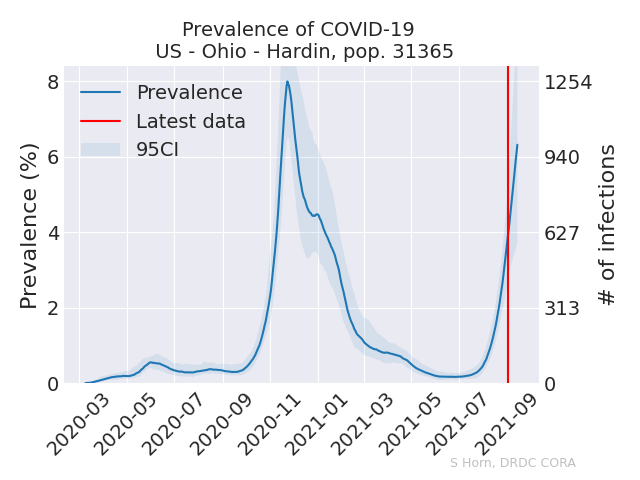 Prevalence of COVID-19
US - Ohio - Hardin, pop. 31365
Prevalence
Latest data
95CI
Prevalence (%)
8
6
4
2
0
1254
940
627
313
0
# of infections
2020-03
2020-05
2020-07
2020-09
2020-11
2021-01
2021-03
2021-05
2021-07
2021-09
S Horn, DRDC CORA